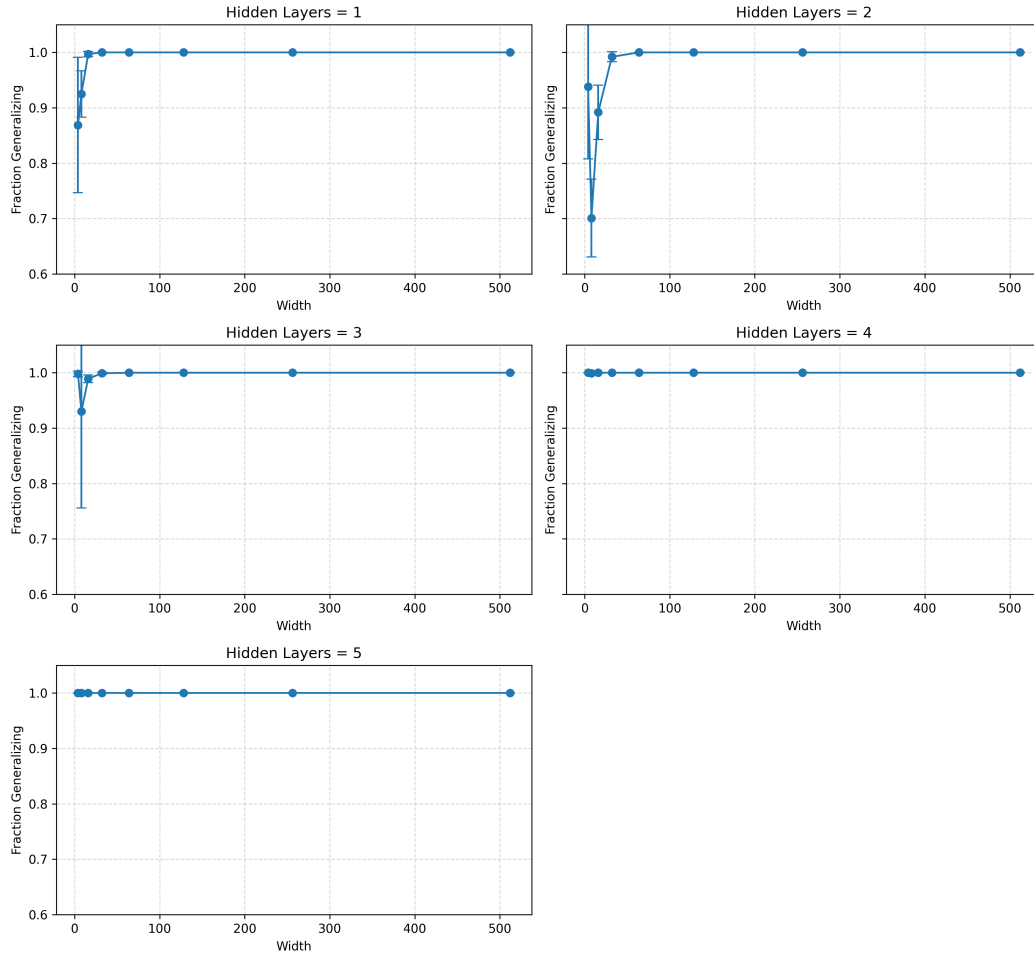 Hidden Layers = 1
Fraction Generalizing
1.0
0.9
0.8
0.7
0.6
0 100 200 300 400 500
Width
Hidden Layers = 2
Fraction Generalizing
0 100 200 300 400 500
Width
Hidden Layers = 3
Fraction Generalizing
1.0
0.9
0.8
0.7
0.6
0 100 200 300 400 500
Width
Hidden Layers = 4
Fraction Generalizing
0 100 200 300 400 500
Width
Hidden Layers = 5
Fraction Generalizing
1.0
0.9
0.8
0.7
0.6
0 100 200 300 400 500
Width